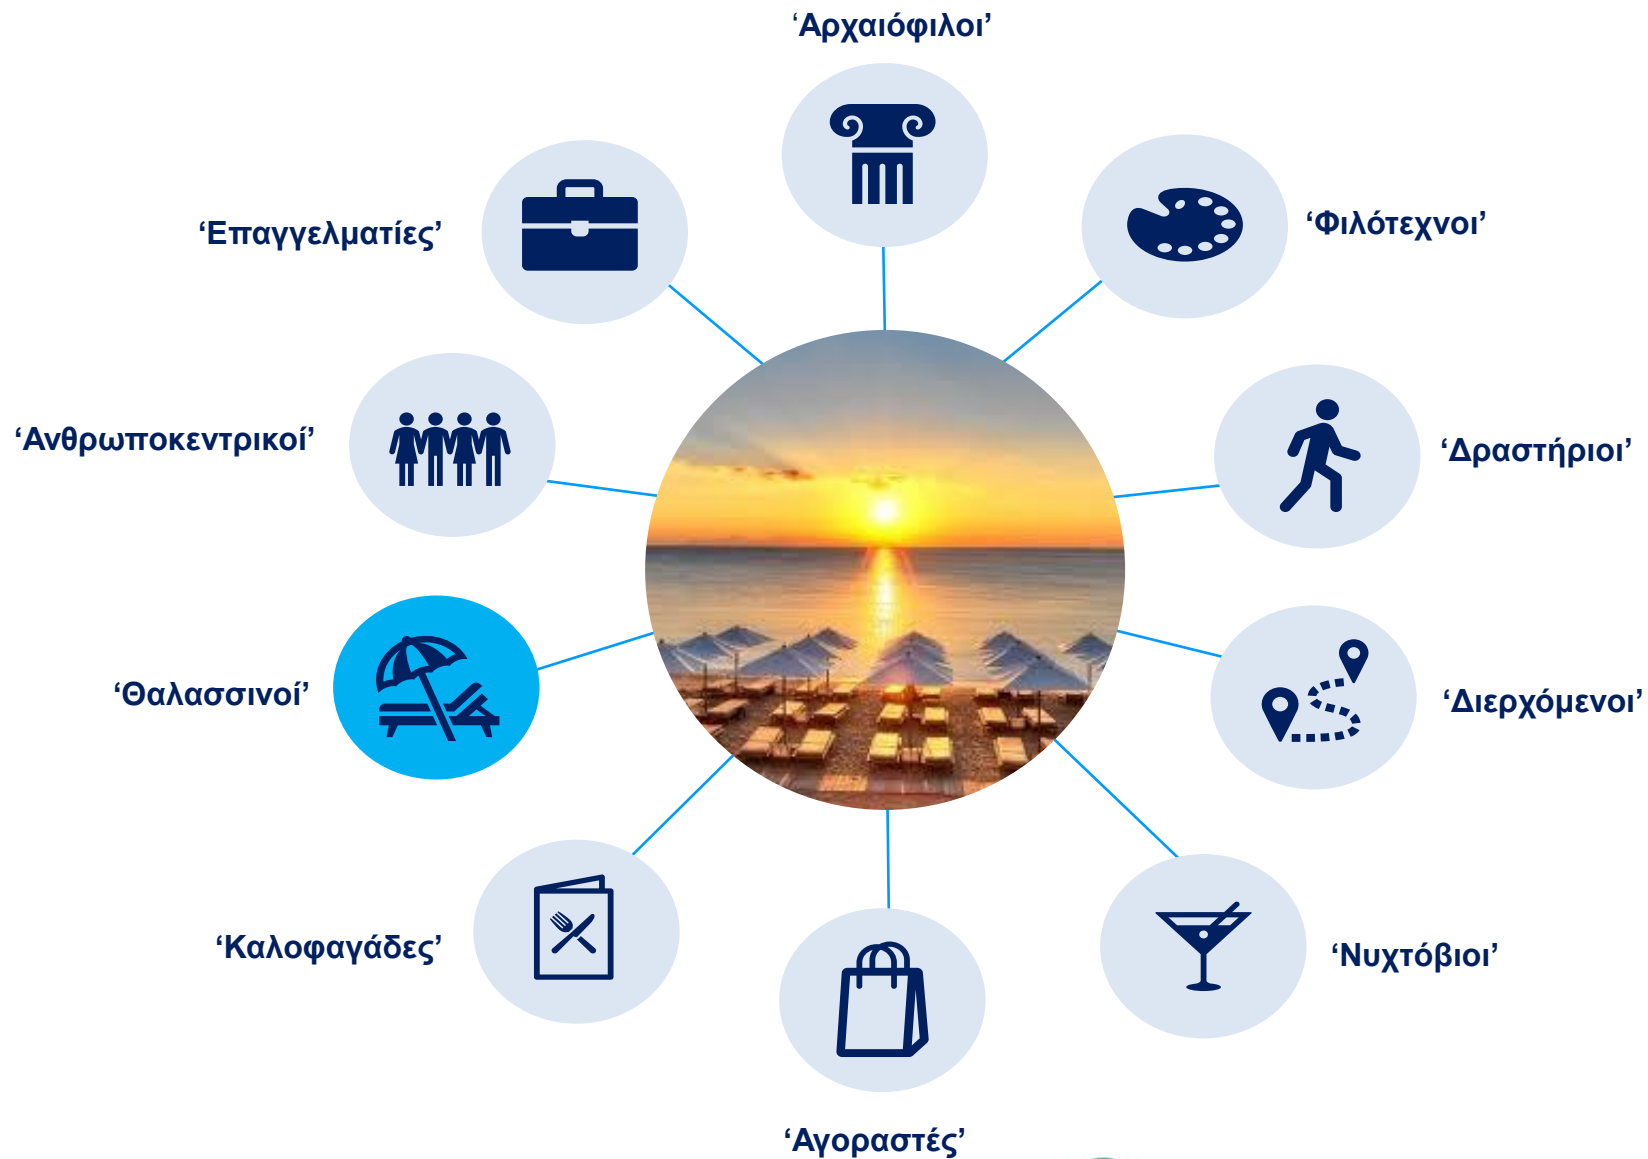 ‘Αρχαιόφιλοι’
‘Επαγγελματίες’
‘Φιλότεχνοι’
‘Ανθρωποκεντρικοί’
‘Δραστήριοι’
‘Θαλασσινοί’
‘Διερχόμενοι’
‘Καλοφαγάδες’
‘Νυχτόβιοι’
‘Αγοραστές’